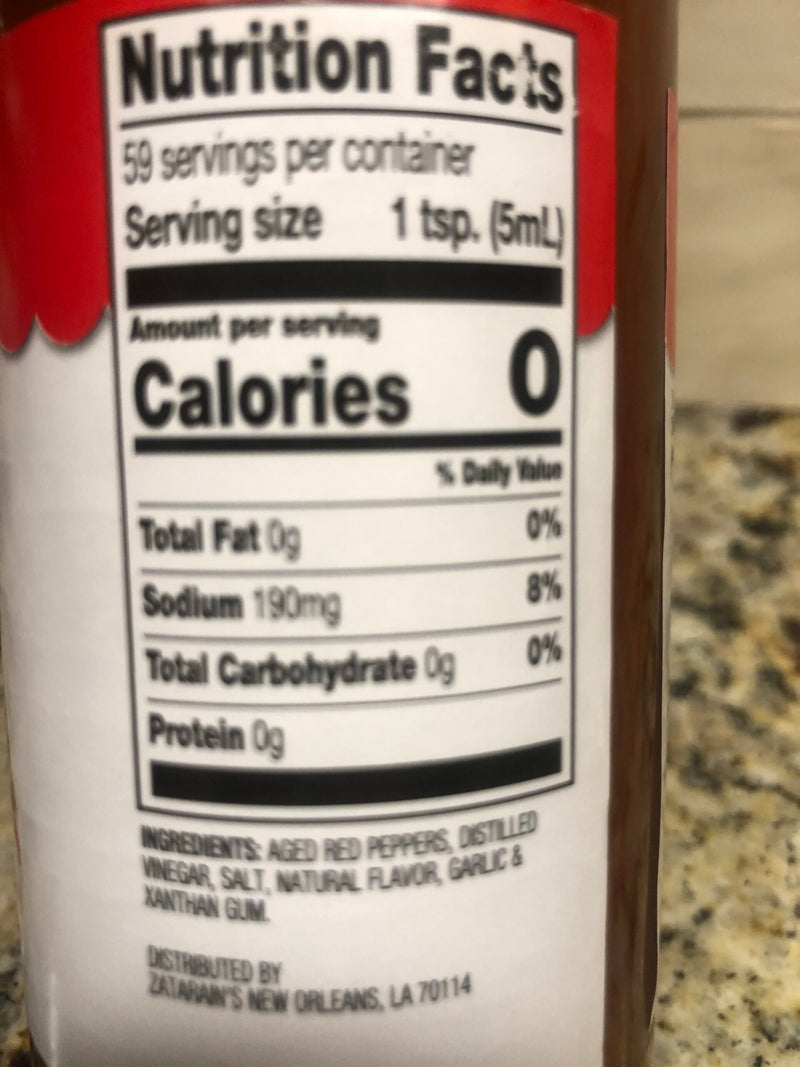 Nutrition Facts
59 servings per container
Serving size 1 tsp. (5mL)
Amount per serving
Calories 0
% Daily Value
Total Fat 0g 0%
Sodium 190mg 8%
Total Carbohydrate 0g 0%
Protein 0g
INGREDIENTS: AGED RED PEPPERS, DISTILLED
VINEGAR, SALT, NATURAL FLAVOR, GARLIC &
XANTHAN GUM.
DISTRIBUTED BY
ZATARAIN'S NEW ORLEANS, LA 70114